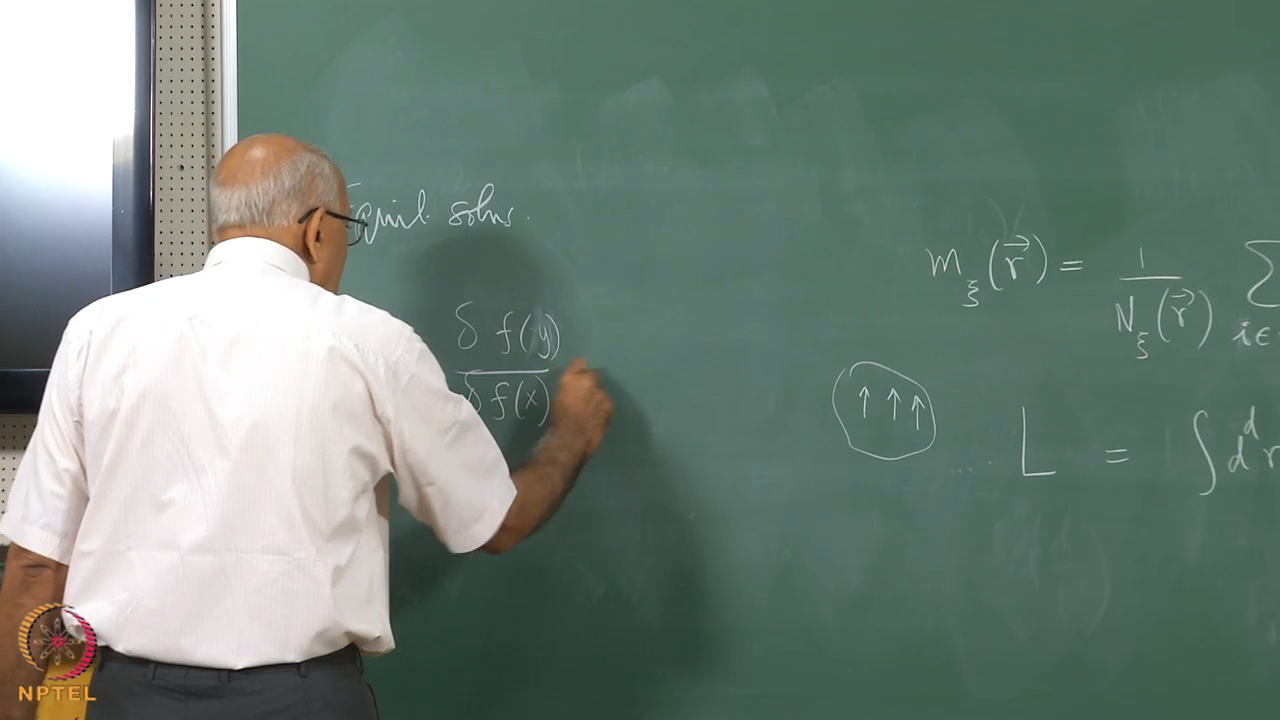 Equil. solns.
δ f(y)
δ f(x)
m_ξ(r⃗) = 1 / N_ξ(r⃗) Σ i∈
↑ ↑ ↑
L = ∫ d^d r
NPTEL